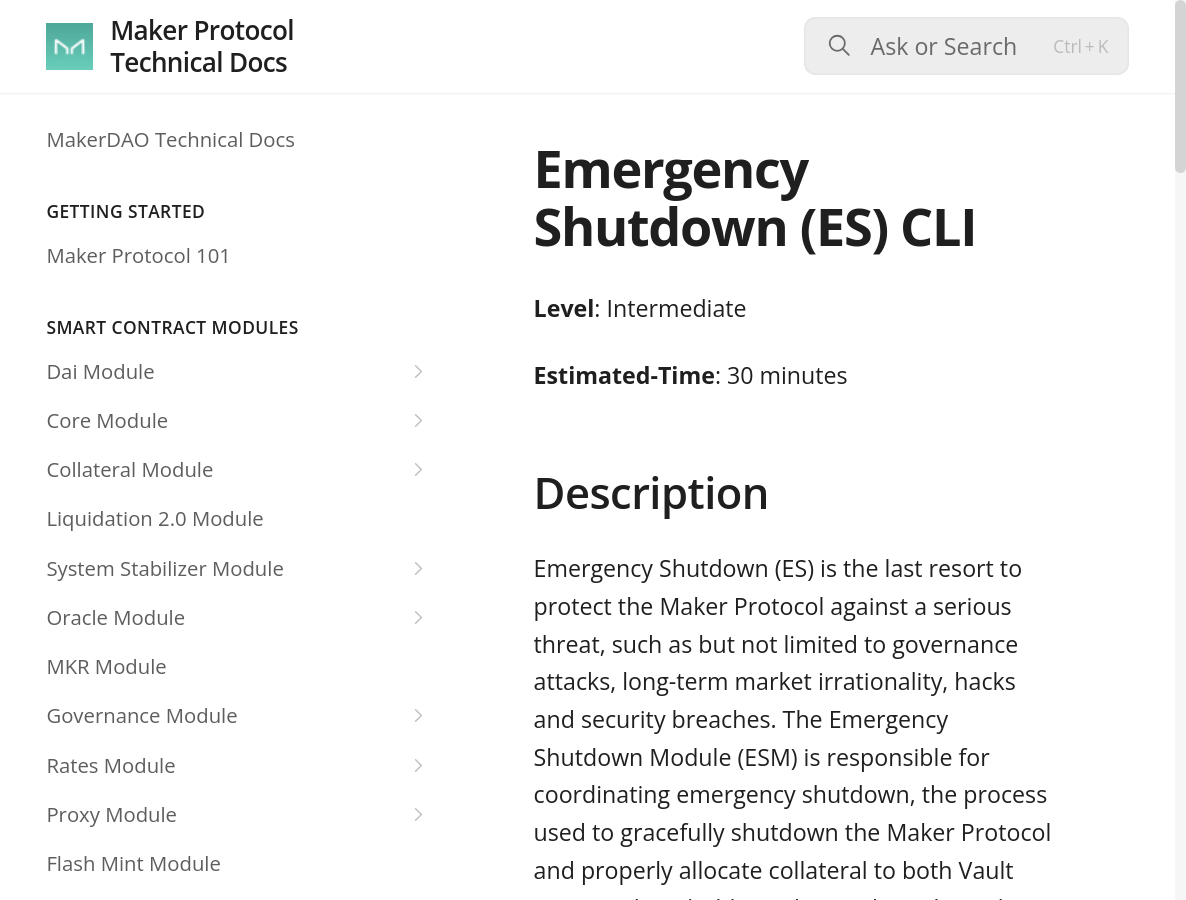 Maker Protocol
Technical Docs
Ask or Search
Ctrl + K
MakerDAO Technical Docs
GETTING STARTED
Maker Protocol 101
SMART CONTRACT MODULES
Dai Module
Core Module
Collateral Module
Liquidation 2.0 Module
System Stabilizer Module
Oracle Module
MKR Module
Governance Module
Rates Module
Proxy Module
Flash Mint Module
Emergency
Shutdown (ES) CLI
Level: Intermediate
Estimated-Time: 30 minutes
Description
Emergency Shutdown (ES) is the last resort to
protect the Maker Protocol against a serious
threat, such as but not limited to governance
attacks, long-term market irrationality, hacks
and security breaches. The Emergency
Shutdown Module (ESM) is responsible for
coordinating emergency shutdown, the process
used to gracefully shutdown the Maker Protocol
and properly allocate collateral to both Vault